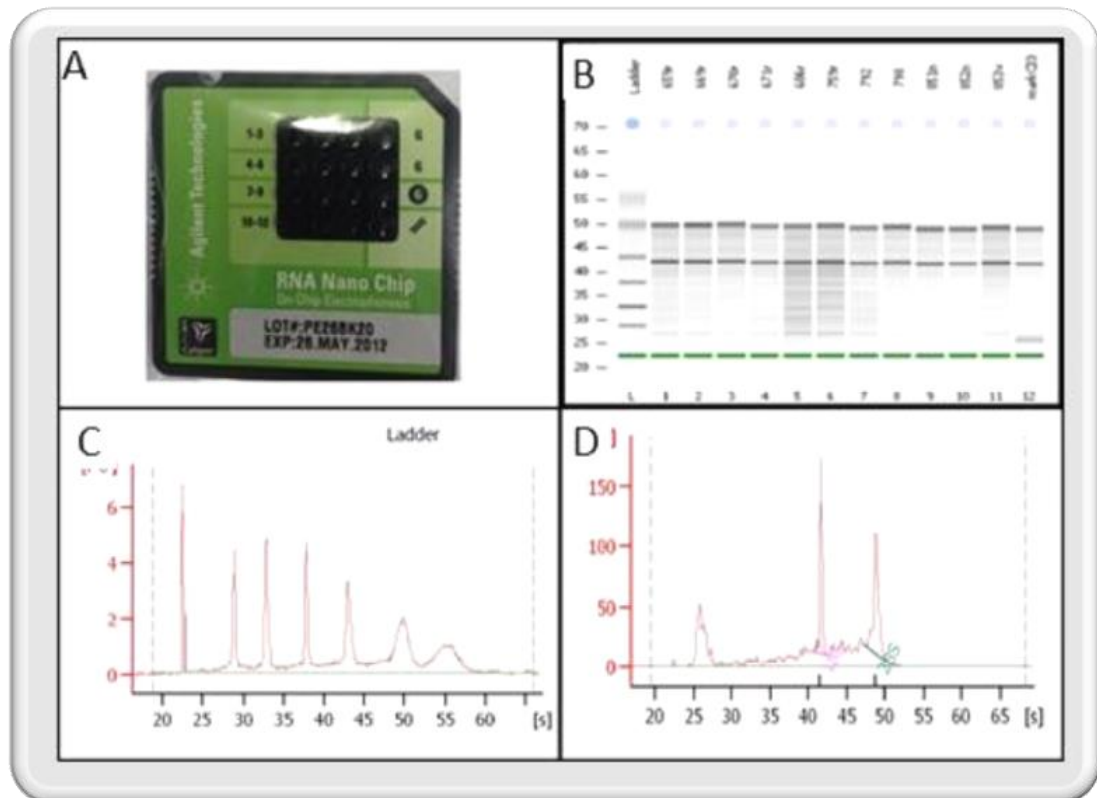 A
Agilent Technologies
1-3
4-6
7-9
10-12
G
G
G
RNA Nano Chip
On-Chip Electrophoresis
LOT#:PE26BK20
EXP:26.MAY.2012
B
Ladder
792
798
70
65
60
55
50
45
40
35
30
25
20
L 1 2 3 4 5 6 7 8 9 10 11 12
C
Ladder
6
4
2
0
20 25 30 35 40 45 50 55 60 [s]
D
150
100
50
0
20 25 30 35 40 45 50 55 60 65 [s]